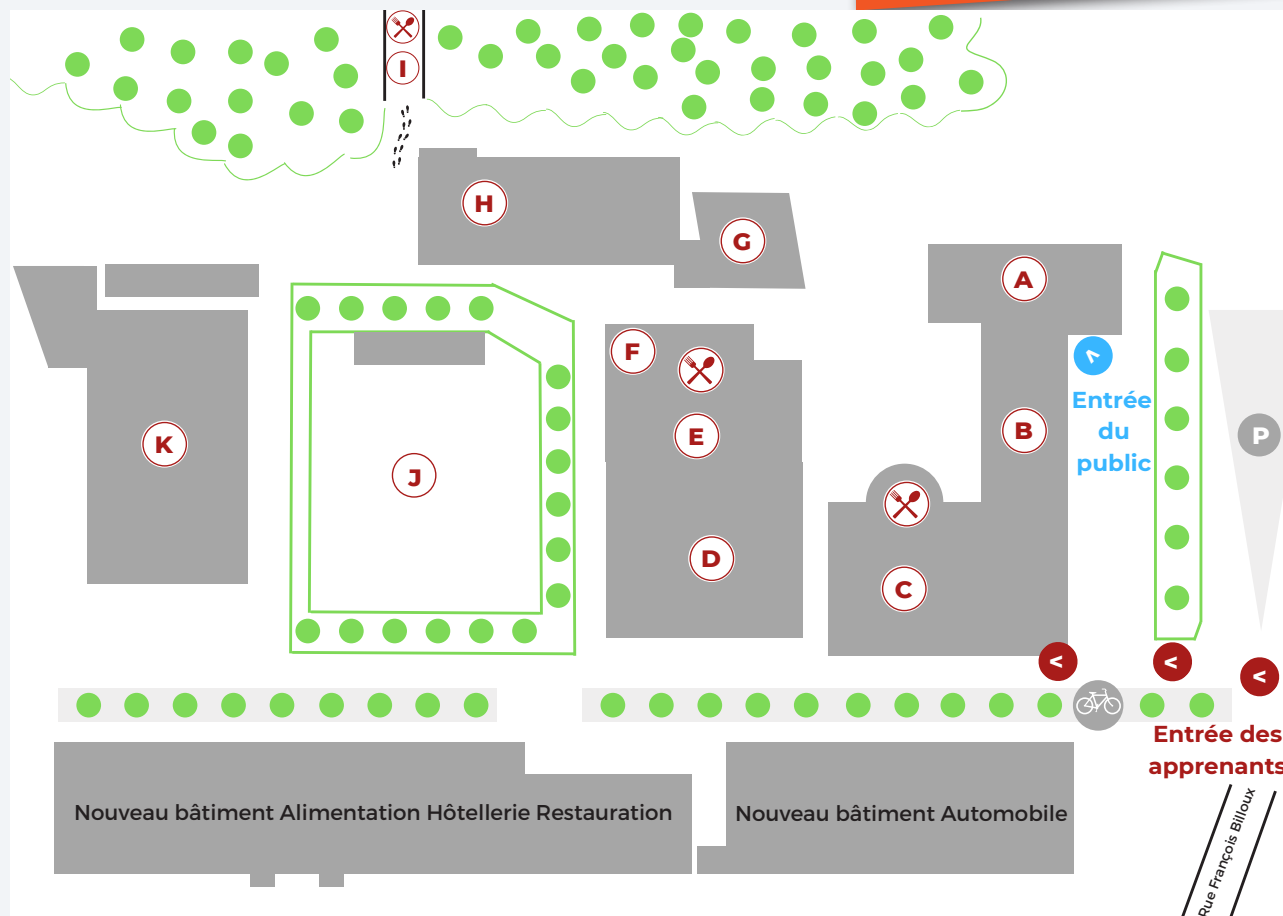 I
H
G
A
F
E
B
K
J
D
C
P
Entrée
du
public
<
<
<
<
Entrée des
apprenants
Nouveau bâtiment Alimentation Hôtellerie Restauration
Nouveau bâtiment Automobile
Rue François Billoux